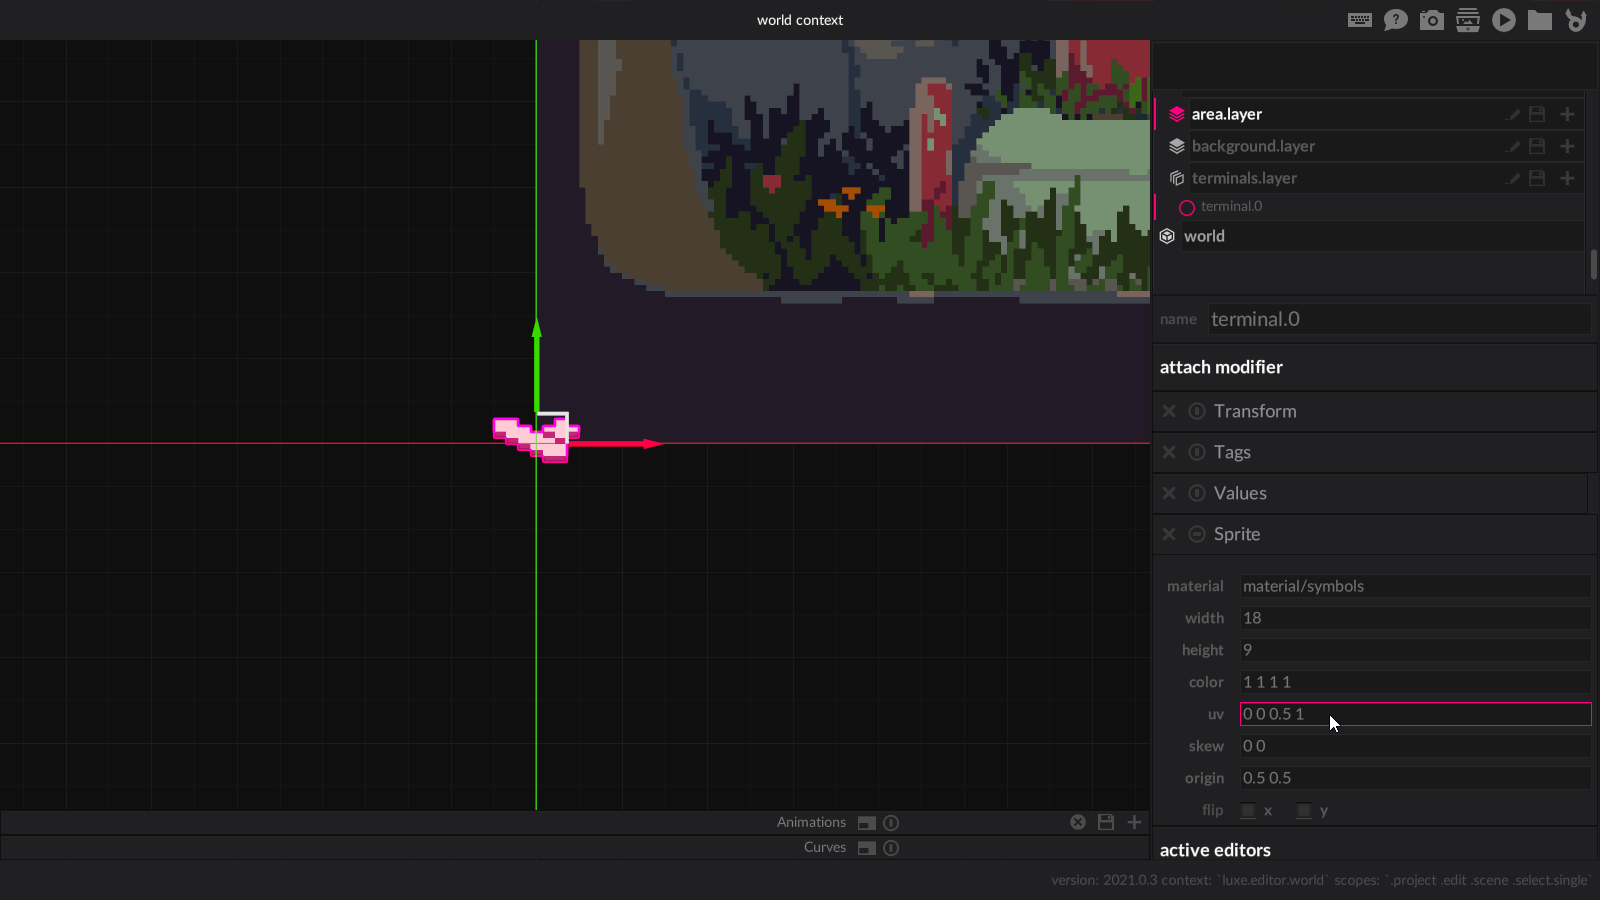 world context
area.layer
background.layer
terminals.layer
terminal.0
world
name terminal.0
attach modifier
Transform
Tags
Values
Sprite
material material/symbols
width 18
height 9
color 1 1 1 1
uv 0 0 0.5 1
skew 0 0
origin 0.5 0.5
flip x y
Animations
Curves
active editors
version: 2021.0.3 context: `luxe.editor.world` scopes: `.project .edit .scene .select.single`